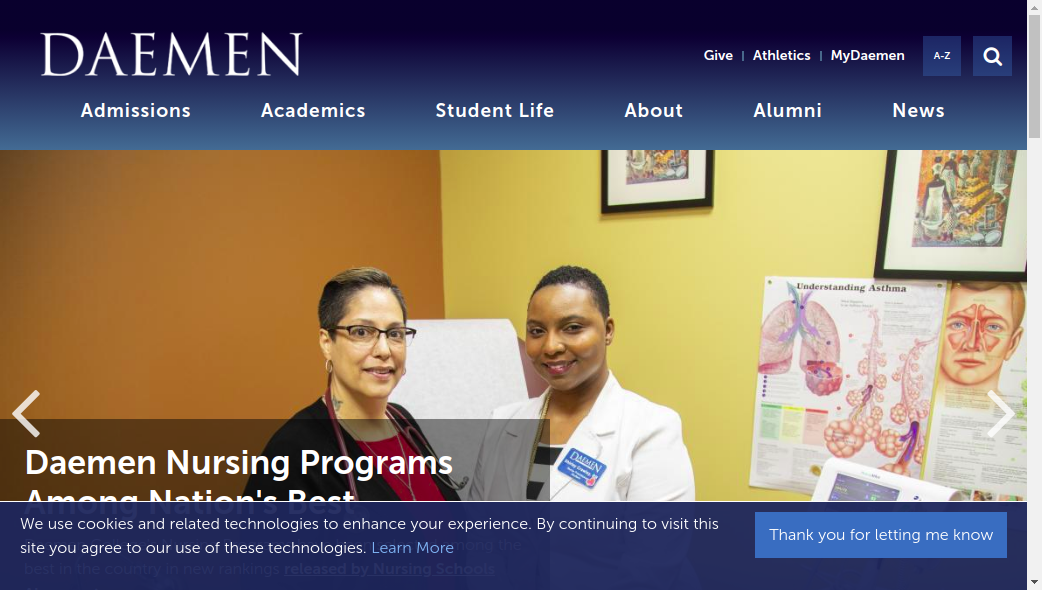 DAEMEN
Give | Athletics | MyDaemen A-Z
Admissions Academics Student Life About Alumni News
Understanding Asthma
DAEMEN
Daemen Nursing Programs
Among Nation's Best
We use cookies and related technologies to enhance your experience. By continuing to visit this
site you agree to our use of these technologies. Learn More
Thank you for letting me know
among the
best in the country in new rankings released by Nursing Schools